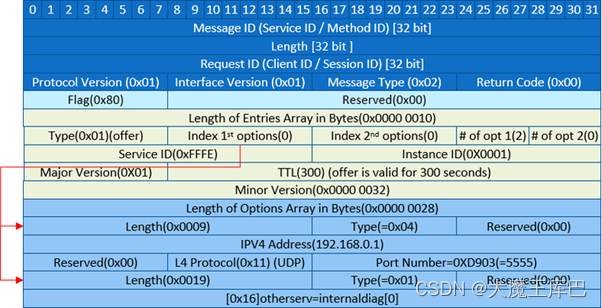 0 1 2 3 4 5 6 7 8 9 10 11 12 13 14 15 16 17 18 19 20 21 22 23 24 25 26 27 28 29 30 31
Message ID (Service ID / Method ID) [32 bit]
Length [32 bit ]
Request ID (Client ID / Session ID) [32 bit]
Protocol Version (0x01) Interface Version (0x01) Message Type (0x02) Return Code (0x00)
Flag(0x80) Reserved(0x00)
Length of Entries Array in Bytes(0x0000 0010)
Type(0x01)(offer) Index 1st options(0) Index 2nd options(0) # of opt 1(2) # of opt 2(0)
Service ID(0xFFFE) Instance ID(0X0001)
Major Version(0X01) TTL(300) (offer is valid for 300 seconds)
Minor Version(0x0000 0032)
Length of Options Array in Bytes(0x0000 0028)
Length(0x0009) Type(=0x04) Reserved(0x00)
IPV4 Address(192.168.0.1)
Reserved(0x00) L4 Protocol(0x11) (UDP) Port Number=0XD903(=5555)
Length(0x0019) Type(=0x01) Reserved(0x00)
[0x16]otherserv=internaldiag[0]
CSDN @大魔王库巴